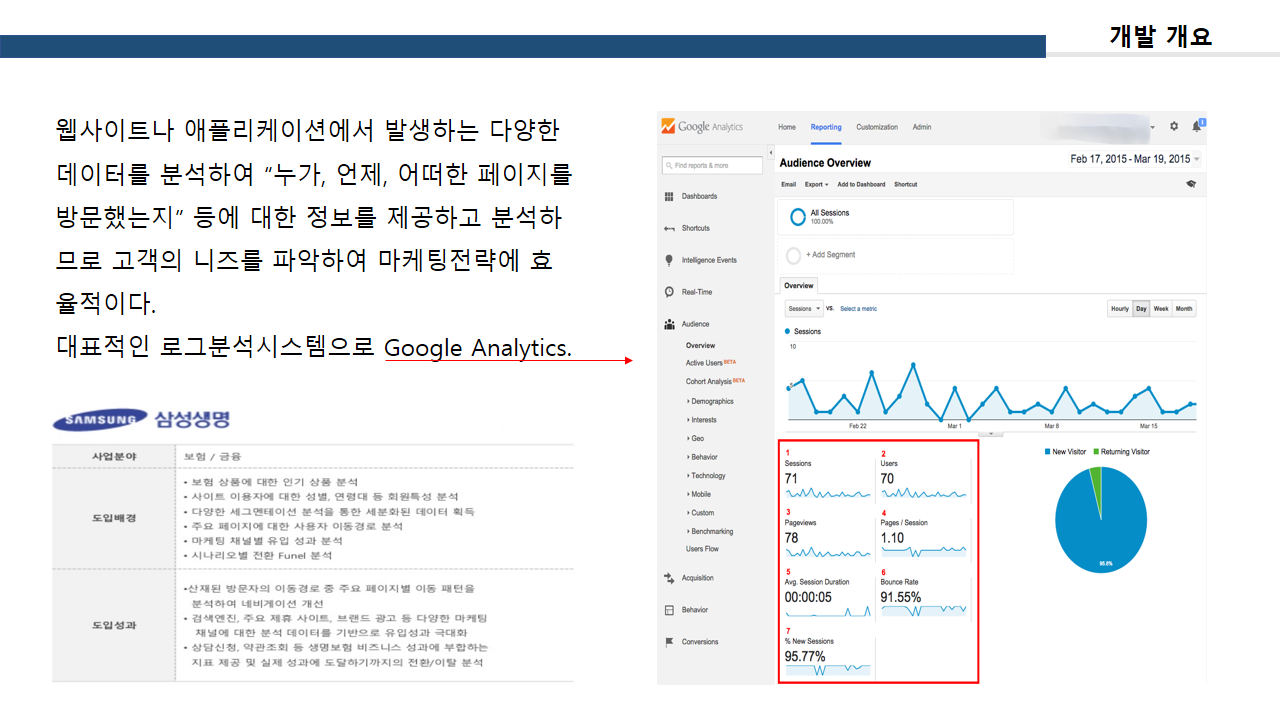 개발 개요
웹사이트나 애플리케이션에서 발생하는 다양한
데이터를 분석하여 “누가, 언제, 어떠한 페이지를
방문했는지” 등에 대한 정보를 제공하고 분석하
므로 고객의 니즈를 파악하여 마케팅전략에 효
율적이다.
대표적인 로그분석시스템으로 Google Analytics.
SAMSUNG 삼성생명
사업분야 보험 / 금융
도입배경
• 보험 상품에 대한 인기 상품 분석
• 사이트 이용자에 대한 성별, 연령대 등 회원특성 분석
• 다양한 세그멘테이션 분석을 통한 세분화된 데이터 획득
• 주요 페이지에 대한 사용자 이동경로 분석
• 마케팅 채널별 유입 성과 분석
• 시나리오별 전환 Funel 분석
도입성과
•산재된 방문자의 이동경로 중 주요 페이지별 이동 패턴을
분석하여 네비게이션 개선
• 검색엔진, 주요 제휴 사이트, 브랜드 광고 등 다양한 마케팅
채널에 대한 분석 데이터를 기반으로 유입성과 극대화
• 상담신청, 약관조회 등 생명보험 비즈니스 성과에 부합하는
지표 제공 및 실제 성과에 도달하기까지의 전환/이탈 분석
Google Analytics
Home Reporting Customization Admin
1
Find reports & more
Dashboards
Shortcuts
Intelligence Events
Real-Time
Audience
Overview
Active Users BETA
Cohort Analysis BETA
Demographics
Interests
Geo
Behavior
Technology
Mobile
Custom
Benchmarking
Users Flow
Acquisition
Behavior
Conversions
Audience Overview
Feb 17, 2015 - Mar 19, 2015
Email Export Add to Dashboard Shortcut
All Sessions
100.00%
+ Add Segment
Overview
Sessions VS. Select a metric
Hourly Day Week Month
Sessions
10
5
Feb 22 Mar 1 Mar 8 Mar 15
1
Sessions
71
2
Users
70
3
Pageviews
78
4
Pages / Session
1.10
5
Avg. Session Duration
00:00:05
6
Bounce Rate
91.55%
7
% New Sessions
95.77%
New Visitor Returning Visitor
95.8%